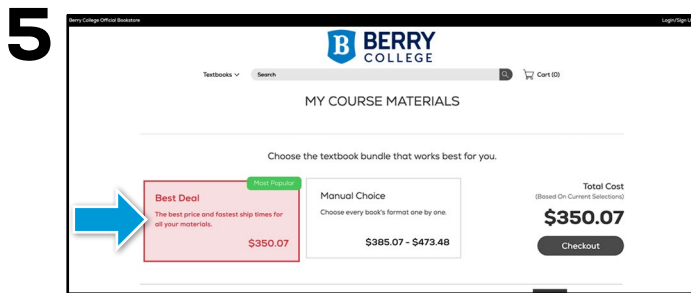 5
Berry College Official Bookstore
Login/Sign U
B BERRY
COLLEGE
Textbooks Search Cart (0)
MY COURSE MATERIALS
Choose the textbook bundle that works best for you.
Most Popular
Best Deal
The best price and fastest ship times for
all your materials.
$350.07
Manual Choice
Choose every book's format one by one.
$385.07 - $473.48
Total Cost
(Based On Current Selections)
$350.07
Checkout